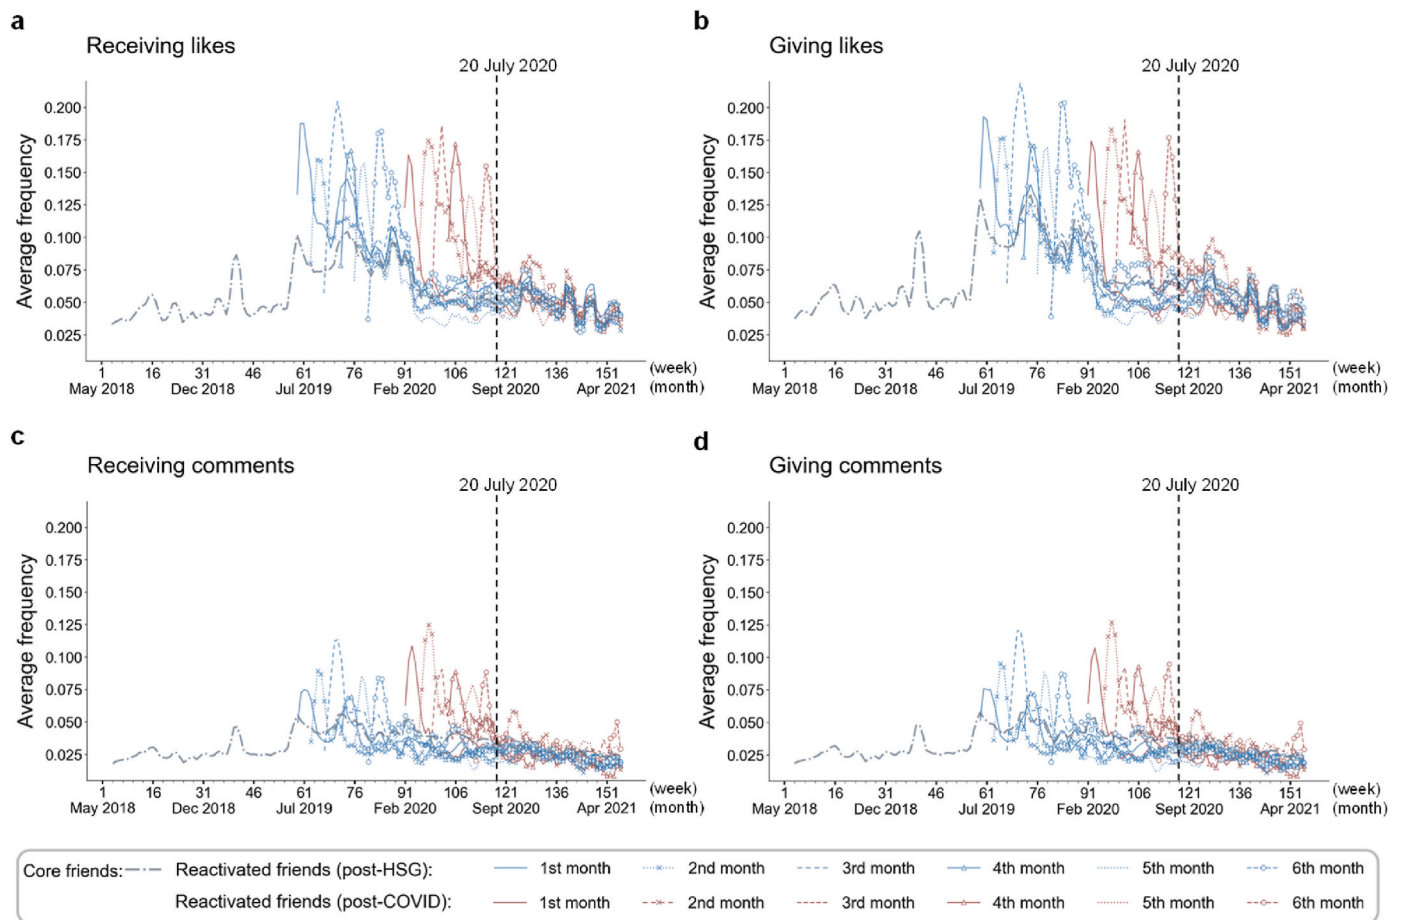 a
Receiving likes
20 July 2020
Average frequency
0.200
0.175
0.150
0.125
0.100
0.075
0.050
0.025
1 16 31 46 61 76 91 106 121 136 151 (week)
May 2018 Dec 2018 Jul 2019 Feb 2020 Sept 2020 Apr 2021 (month)
b
Giving likes
20 July 2020
Average frequency
0.200
0.175
0.150
0.125
0.100
0.075
0.050
0.025
1 16 31 46 61 76 91 106 121 136 151 (week)
May 2018 Dec 2018 Jul 2019 Feb 2020 Sept 2020 Apr 2021 (month)
c
Receiving comments
20 July 2020
Average frequency
0.200
0.175
0.150
0.125
0.100
0.075
0.050
0.025
1 16 31 46 61 76 91 106 121 136 151 (week)
May 2018 Dec 2018 Jul 2019 Feb 2020 Sept 2020 Apr 2021 (month)
d
Giving comments
20 July 2020
Average frequency
0.200
0.175
0.150
0.125
0.100
0.075
0.050
0.025
1 16 31 46 61 76 91 106 121 136 151 (week)
May 2018 Dec 2018 Jul 2019 Feb 2020 Sept 2020 Apr 2021 (month)
Core friends: Reactivated friends (post-HSG): 1st month 2nd month 3rd month 4th month 5th month 6th month
Reactivated friends (post-COVID): 1st month 2nd month 3rd month 4th month 5th month 6th month